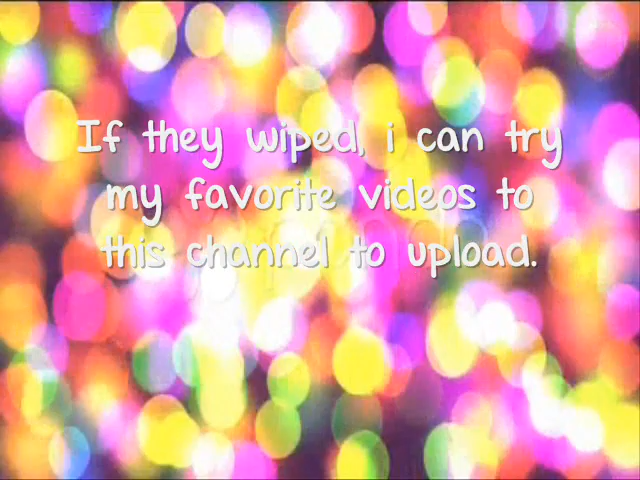 If they wiped, i can try
my favorite videos to
this channel to upload.